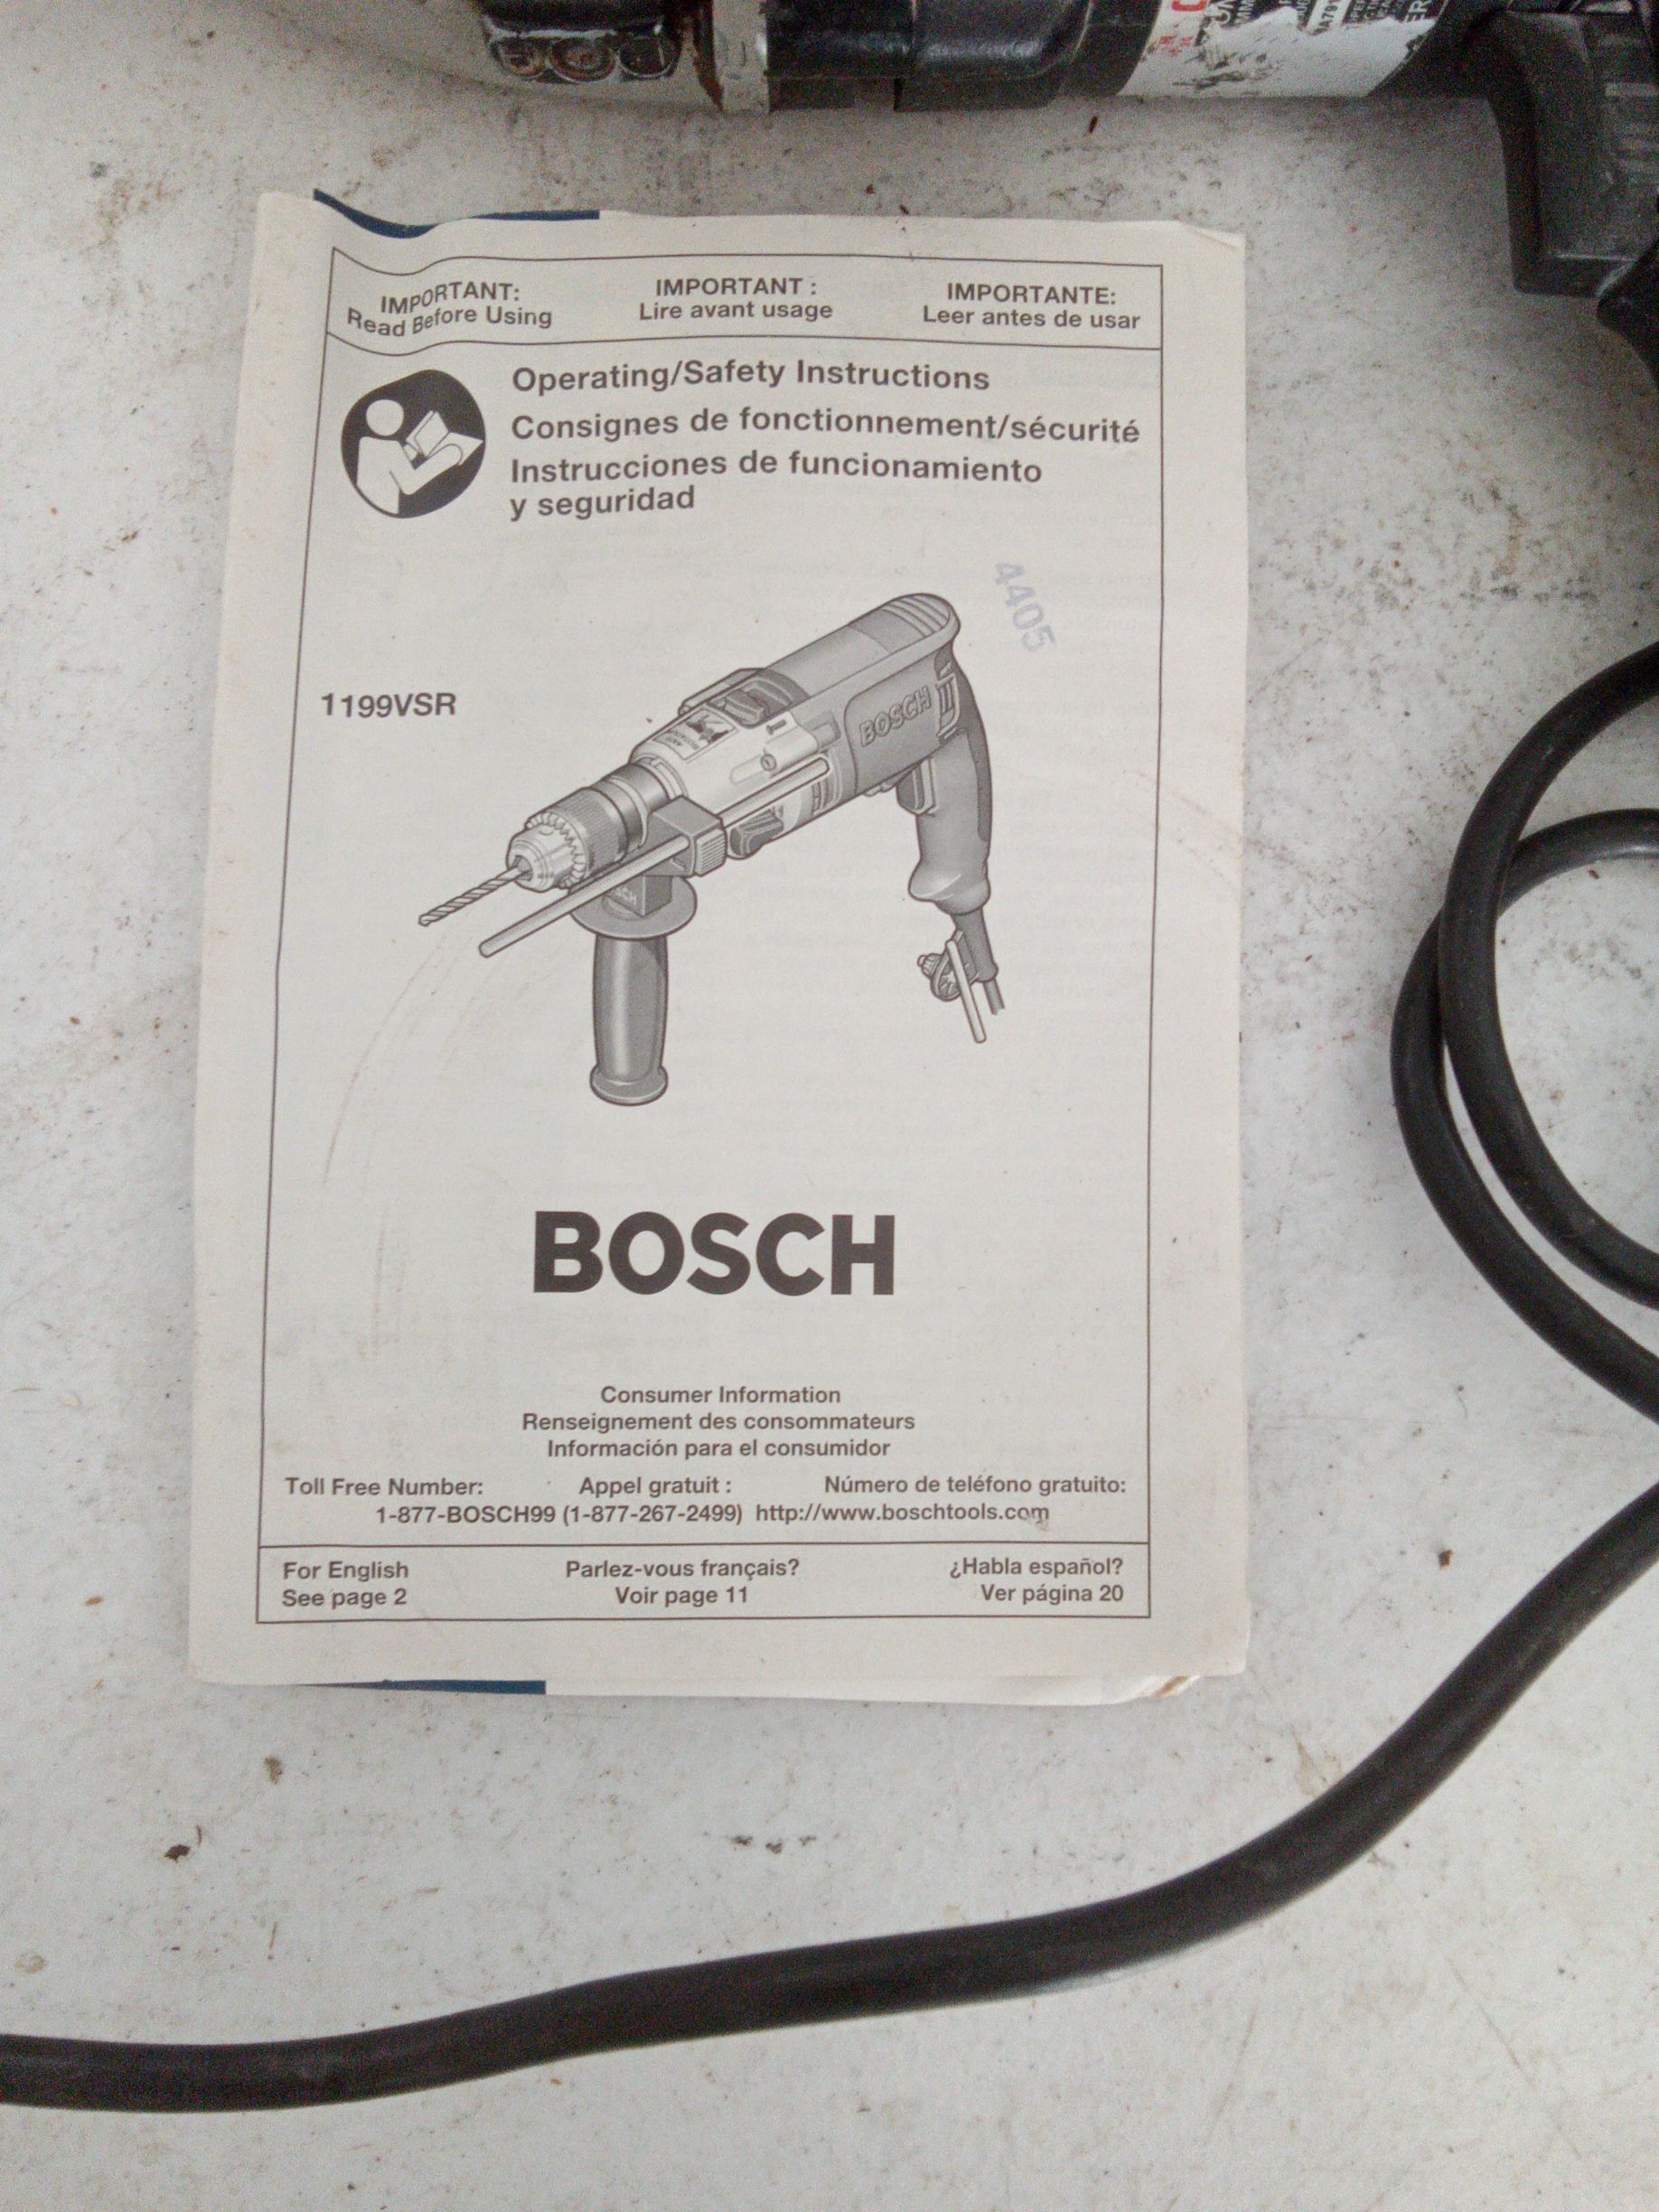 IMPORTANT:
Read Before Using
IMPORTANT :
Lire avant usage
IMPORTANTE:
Leer antes de usar
Operating/Safety Instructions
Consignes de fonctionnement/sécurité
Instrucciones de funcionamiento
y seguridad
4405
1199VSR
BOSCH
BOSCH
Consumer Information
Renseignement des consommateurs
Información para el consumidor
Toll Free Number:
Appel gratuit :
Número de teléfono gratuito:
1-877-BOSCH99 (1-877-267-2499) http://www.boschtools.com
For English
See page 2
Parlez-vous français?
Voir page 11
¿Habla español?
Ver página 20